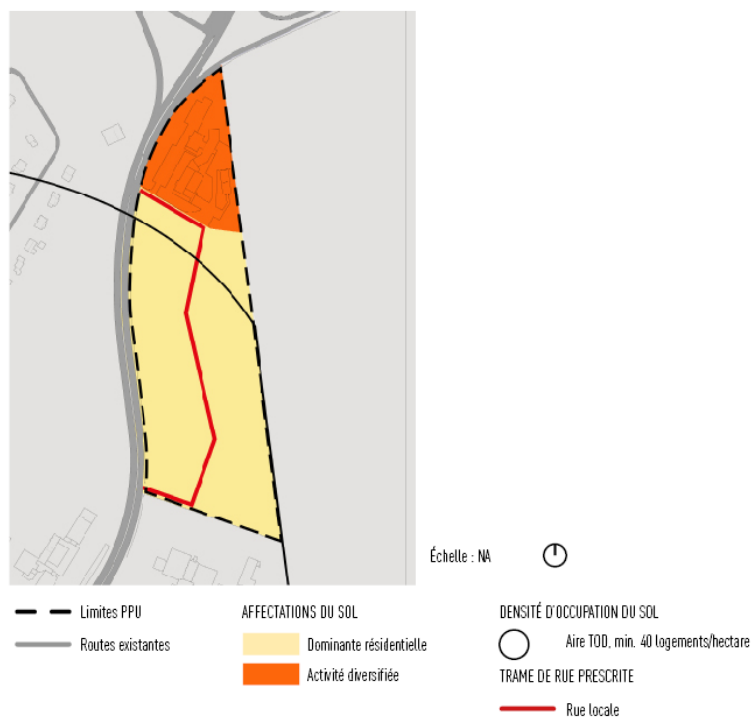 Échelle : NA
Limites PPU
Routes existantes
AFFECTATIONS DU SOL
Dominante résidentielle
Activité diversifiée
DENSITÉ D'OCCUPATION DU SOL
Aire TOD, min. 40 logements/hectare
TRAME DE RUE PRESCRITE
Rue locale